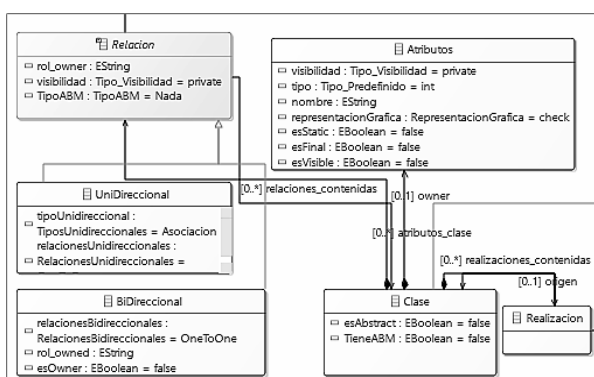 Relacion
rol_owner : EString
visibilidad : Tipo_Visibilidad = private
TipoABM : TipoABM = Nada
Atributos
visibilidad : Tipo_Visibilidad = private
tipo : Tipo_Predefinido = int
nombre : EString
representacionGrafica : RepresentacionGrafica = check
esStatic : EBoolean = false
esFinal : EBoolean = false
esVisible : EBoolean = false
UniDireccional
tipoUnidireccional :
TiposUnidireccionales = Asociacion
relacionesUnidireccionales :
RelacionesUnidireccionales =
[0..*] relaciones_contenidas
[0..1] owner
[0..*] atributos_clase
[0..*] realizaciones_contenidas
[0..1] origen
BiDireccional
relacionesBidireccionales :
RelacionesBidireccionales = OneToOne
rol_owned : EString
esOwner : EBoolean = false
Clase
esAbstract : EBoolean = false
TieneABM : EBoolean = false
Realizacion